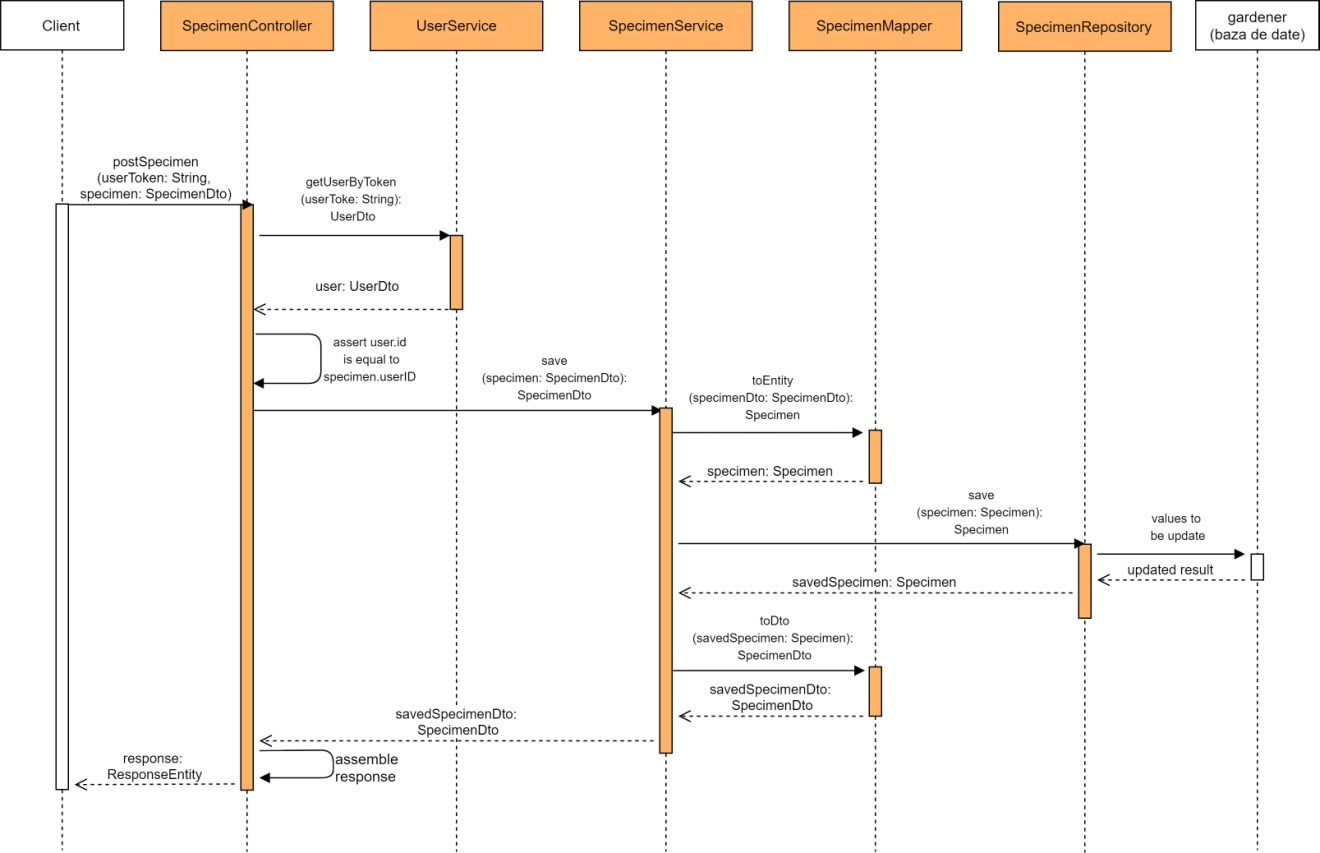 Client
SpecimenController
UserService
SpecimenService
SpecimenMapper
SpecimenRepository
gardener
(baza de date)
postSpecimen
(userToken: String,
specimen: SpecimenDto)
getUserByToken
(userToke: String):
UserDto
user: UserDto
assert user.id
is equal to
specimen.userID
save
(specimen: SpecimenDto):
SpecimenDto
toEntity
(specimenDto: SpecimenDto):
Specimen
specimen: Specimen
save
(specimen: Specimen):
Specimen
values to
be update
updated result
savedSpecimen: Specimen
toDto
(savedSpecimen: Specimen):
SpecimenDto
savedSpecimenDto:
SpecimenDto
savedSpecimenDto:
SpecimenDto
assemble
response
response:
ResponseEntity